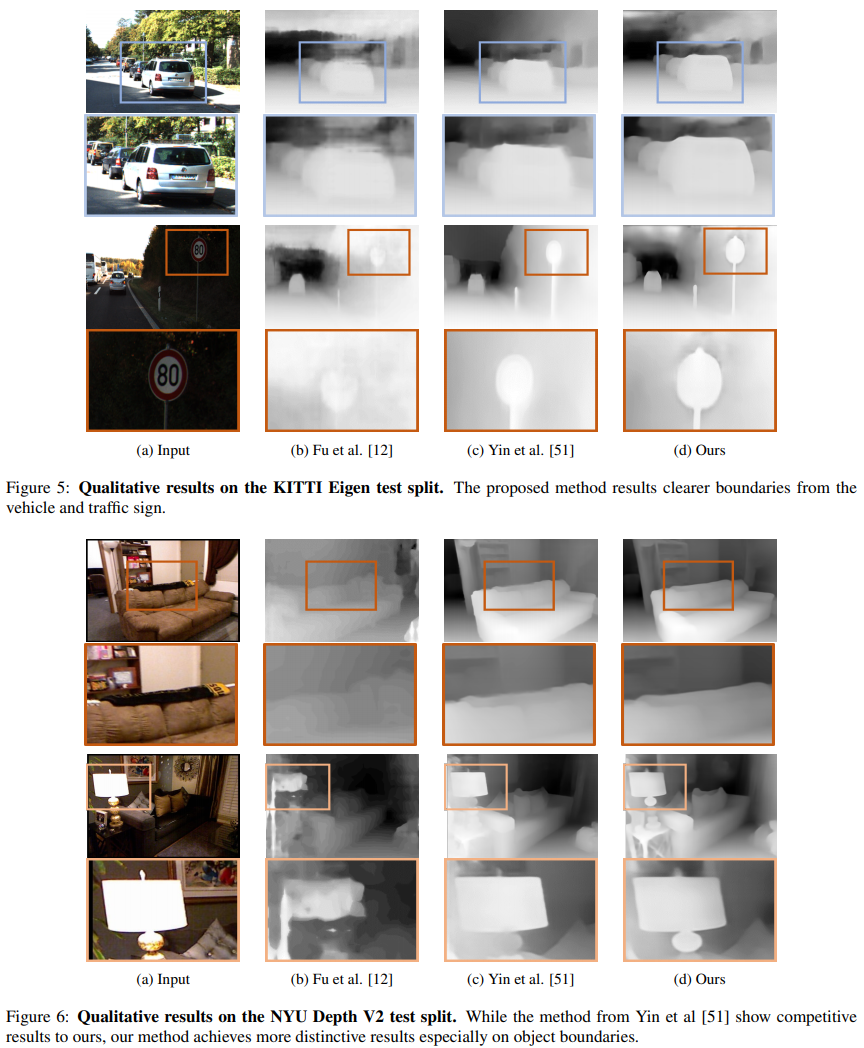 80
80
(a) Input
(b) Fu et al. [12]
(c) Yin et al. [51]
(d) Ours
Figure 5: Qualitative results on the KITTI Eigen test split. The proposed method results clearer boundaries from the
vehicle and traffic sign.
(a) Input
(b) Fu et al. [12]
(c) Yin et al. [51]
(d) Ours
Figure 6: Qualitative results on the NYU Depth V2 test split. While the method from Yin et al [51] show competitive
results to ours, our method achieves more distinctive results especially on object boundaries.